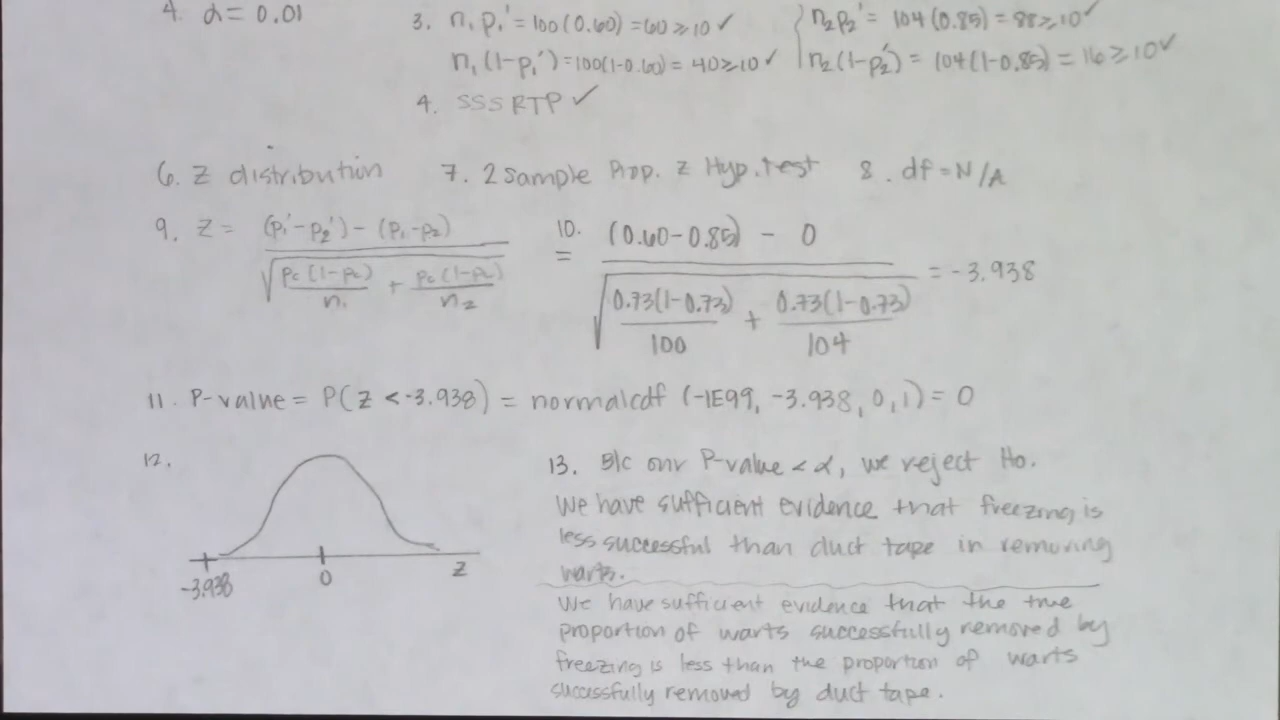 4. α = 0.01
3. n₁p₁' = 100(0.60) = 60 ≥ 10 ✓
n₂p₂' = 104(0.85) = 88 ≥ 10 ✓
n₁(1-p₁') = 100(1-0.60) = 40 ≥ 10 ✓
n₂(1-p₂') = 104(1-0.85) = 16 ≥ 10 ✓
4. SSSRTP ✓
6. Z distribution 7. 2 Sample Prop. Z Hyp. test 8. df = N/A
9. Z = (p₁'-p₂') - (p₁-p₂) / √( pc(1-pc)/n₁ + pc(1-pc)/n₂ )
10. = (0.60-0.85) - 0 / √( 0.73(1-0.73)/100 + 0.73(1-0.73)/104 ) = -3.938
11. P-value = P(Z < -3.938) = normalcdf (-1E99, -3.938, 0, 1) = 0
12.
-3.938 0 Z
13. B/c our P-value < α, we reject Ho.
We have sufficient evidence that freezing is
less successful than duct tape in removing
warts.
We have sufficient evidence that the true
proportion of warts successfully removed by
freezing is less than the proportion of warts
successfully removed by duct tape.